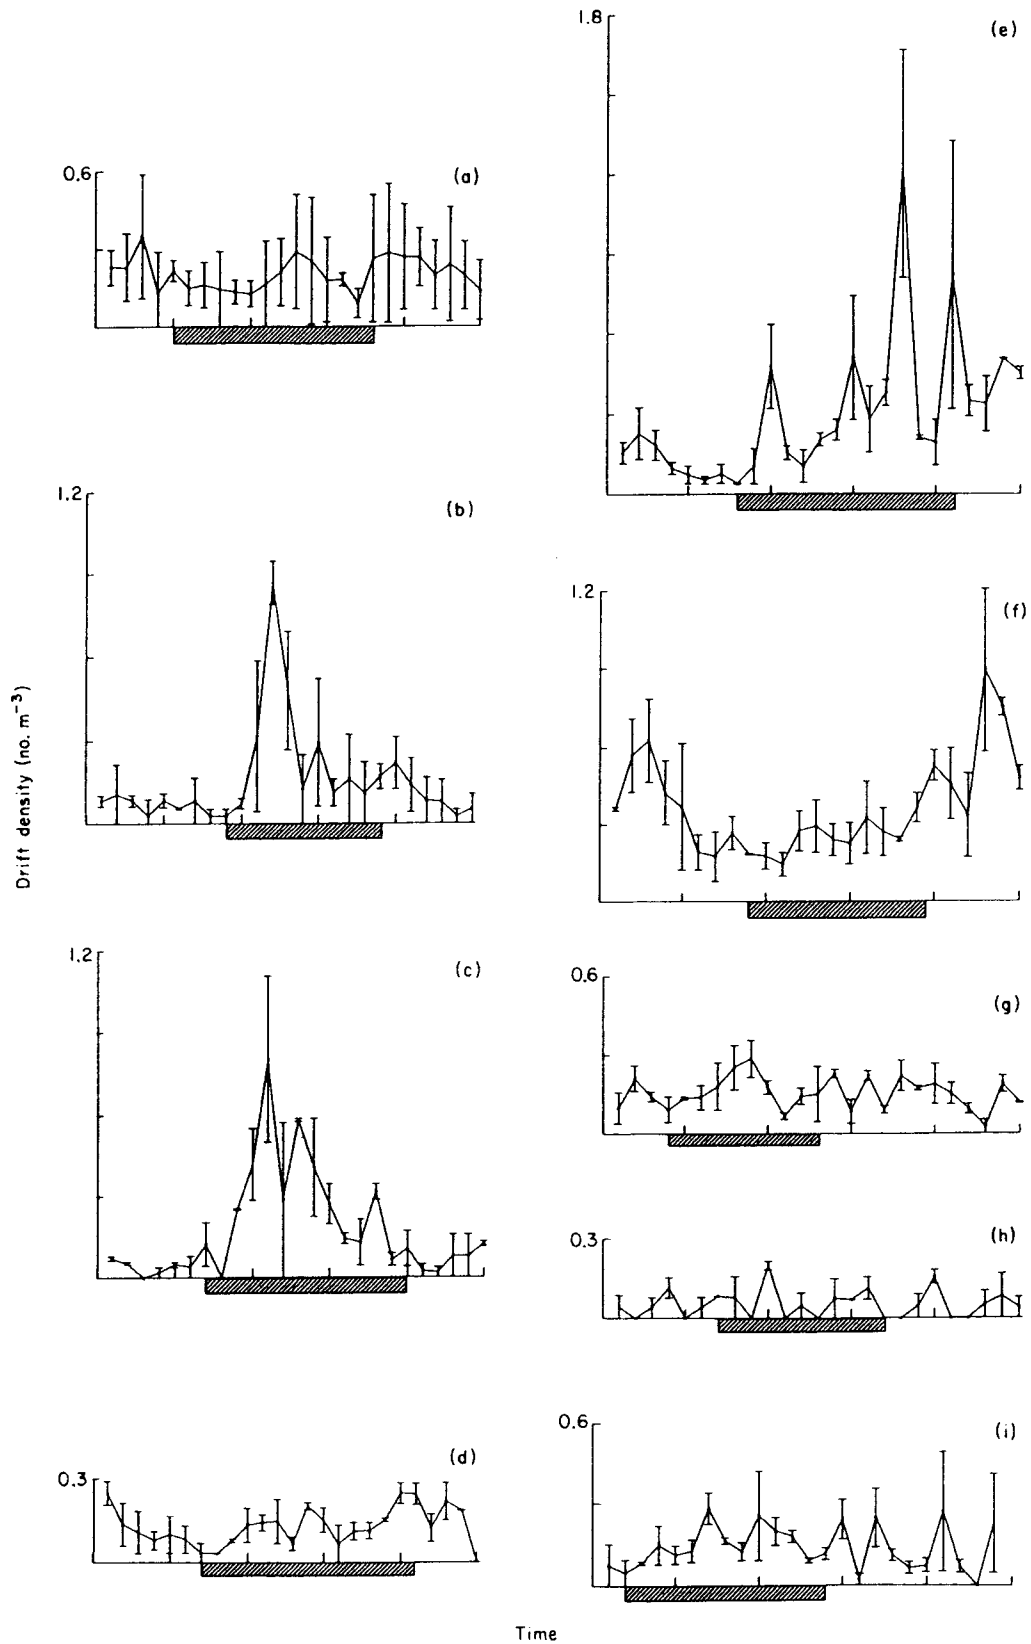 1.8
(e)
0.6
(a)
1.2
(b)
1.2
(f)
Drift density (no. m⁻³)
1.2
(c)
0.6
(g)
0.3
(h)
0.3
(d)
0.6
(i)
Time